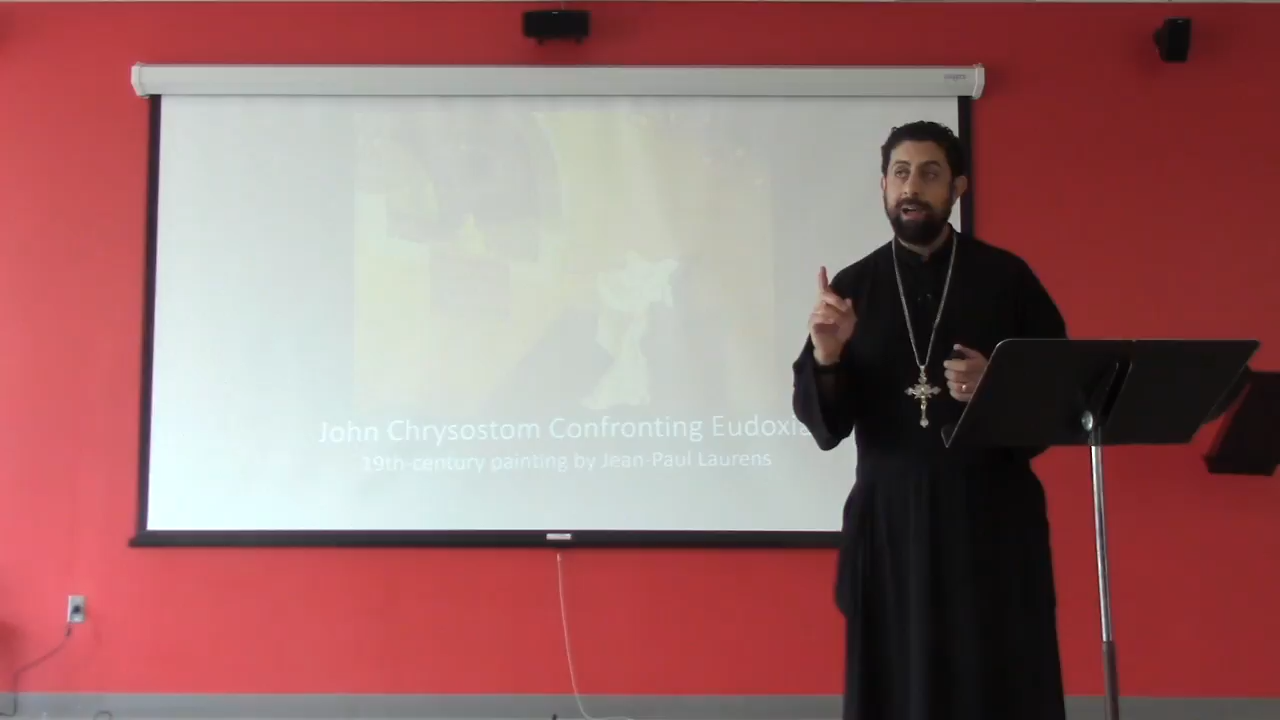 John Chrysostom Confronting Eudoxia
19th-century painting by Jean-Paul Laurens